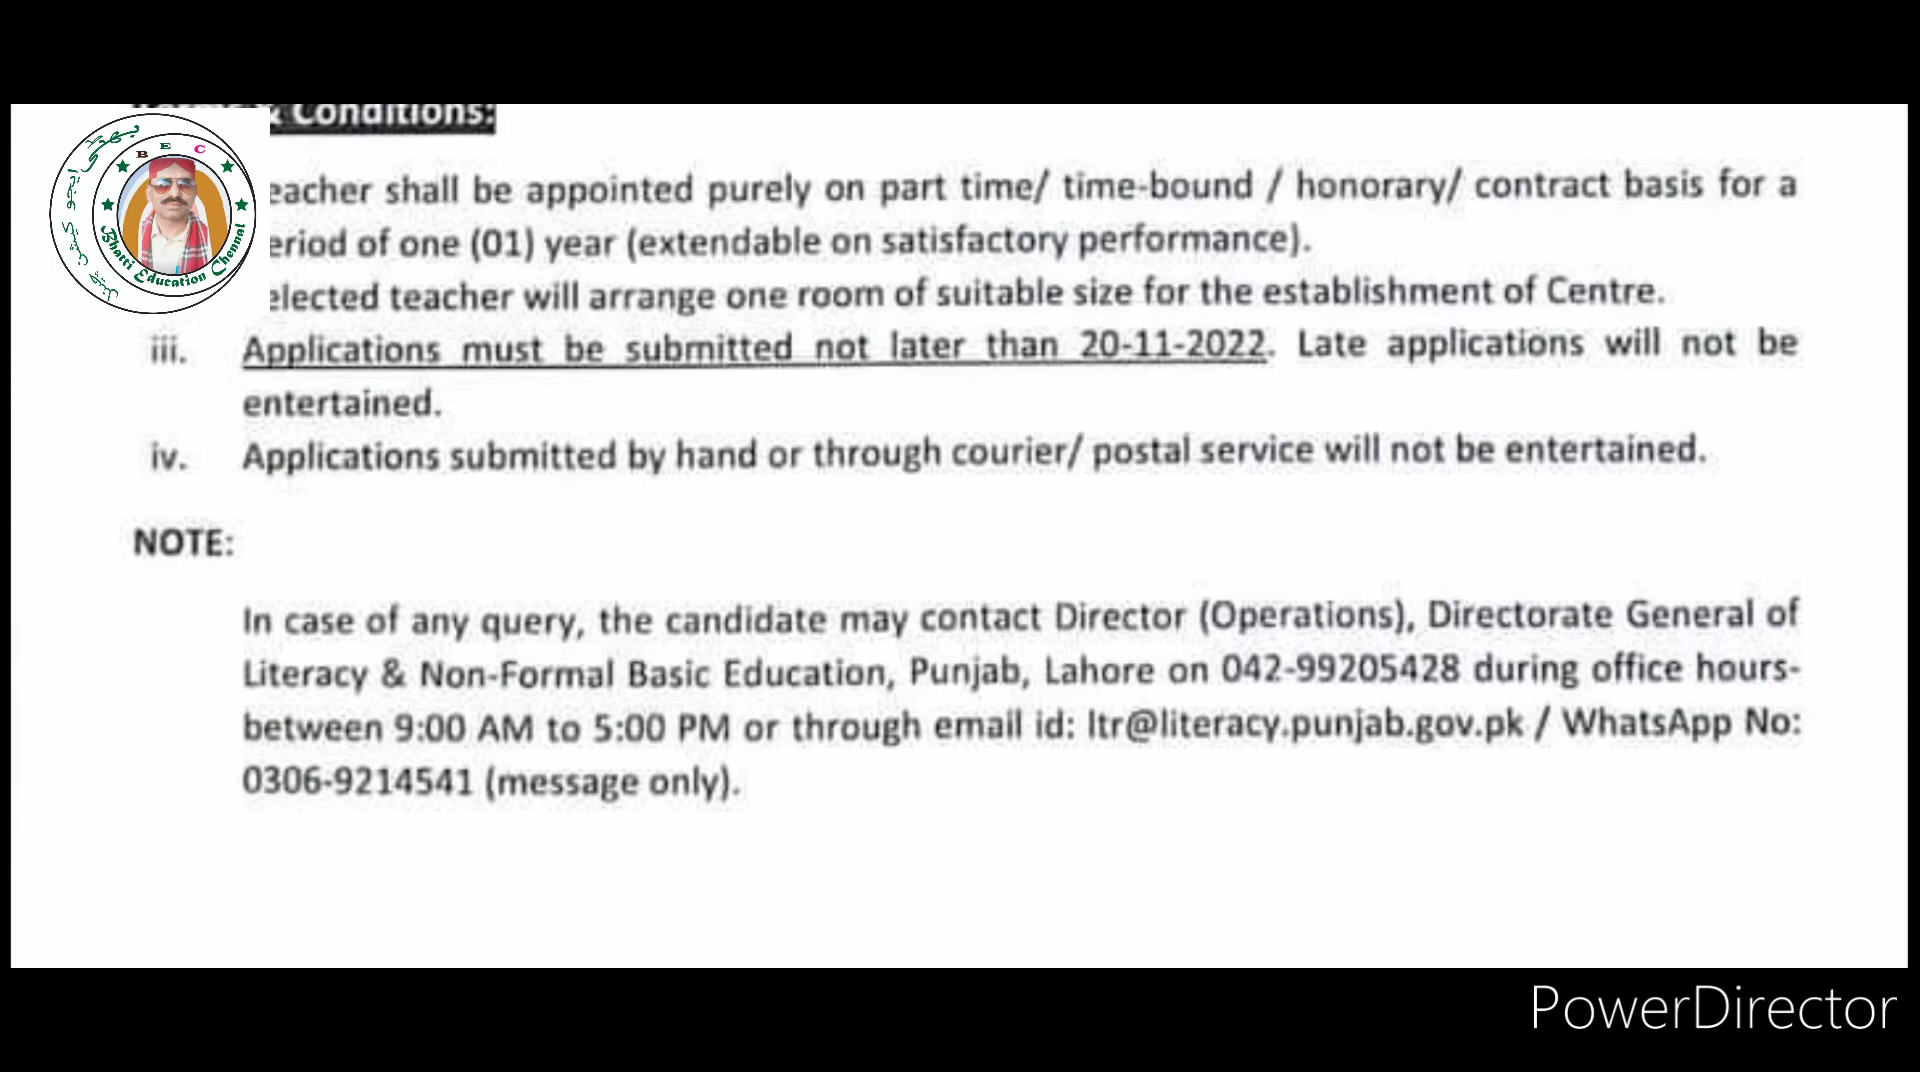 & Conditions:
eacher shall be appointed purely on part time/ time-bound / honorary/ contract basis for a
eriod of one (01) year (extendable on satisfactory performance).
elected teacher will arrange one room of suitable size for the establishment of Centre.
iii. Applications must be submitted not later than 20-11-2022. Late applications will not be
entertained.
iv. Applications submitted by hand or through courier/ postal service will not be entertained.
NOTE:
In case of any query, the candidate may contact Director (Operations), Directorate General of
Literacy & Non-Formal Basic Education, Punjab, Lahore on 042-99205428 during office hours-
between 9:00 AM to 5:00 PM or through email id: ltr@literacy.punjab.gov.pk / WhatsApp No:
0306-9214541 (message only).
بھٹی ایجوکیشن چینل
B E C
Bhatti Education Chennal
PowerDirector